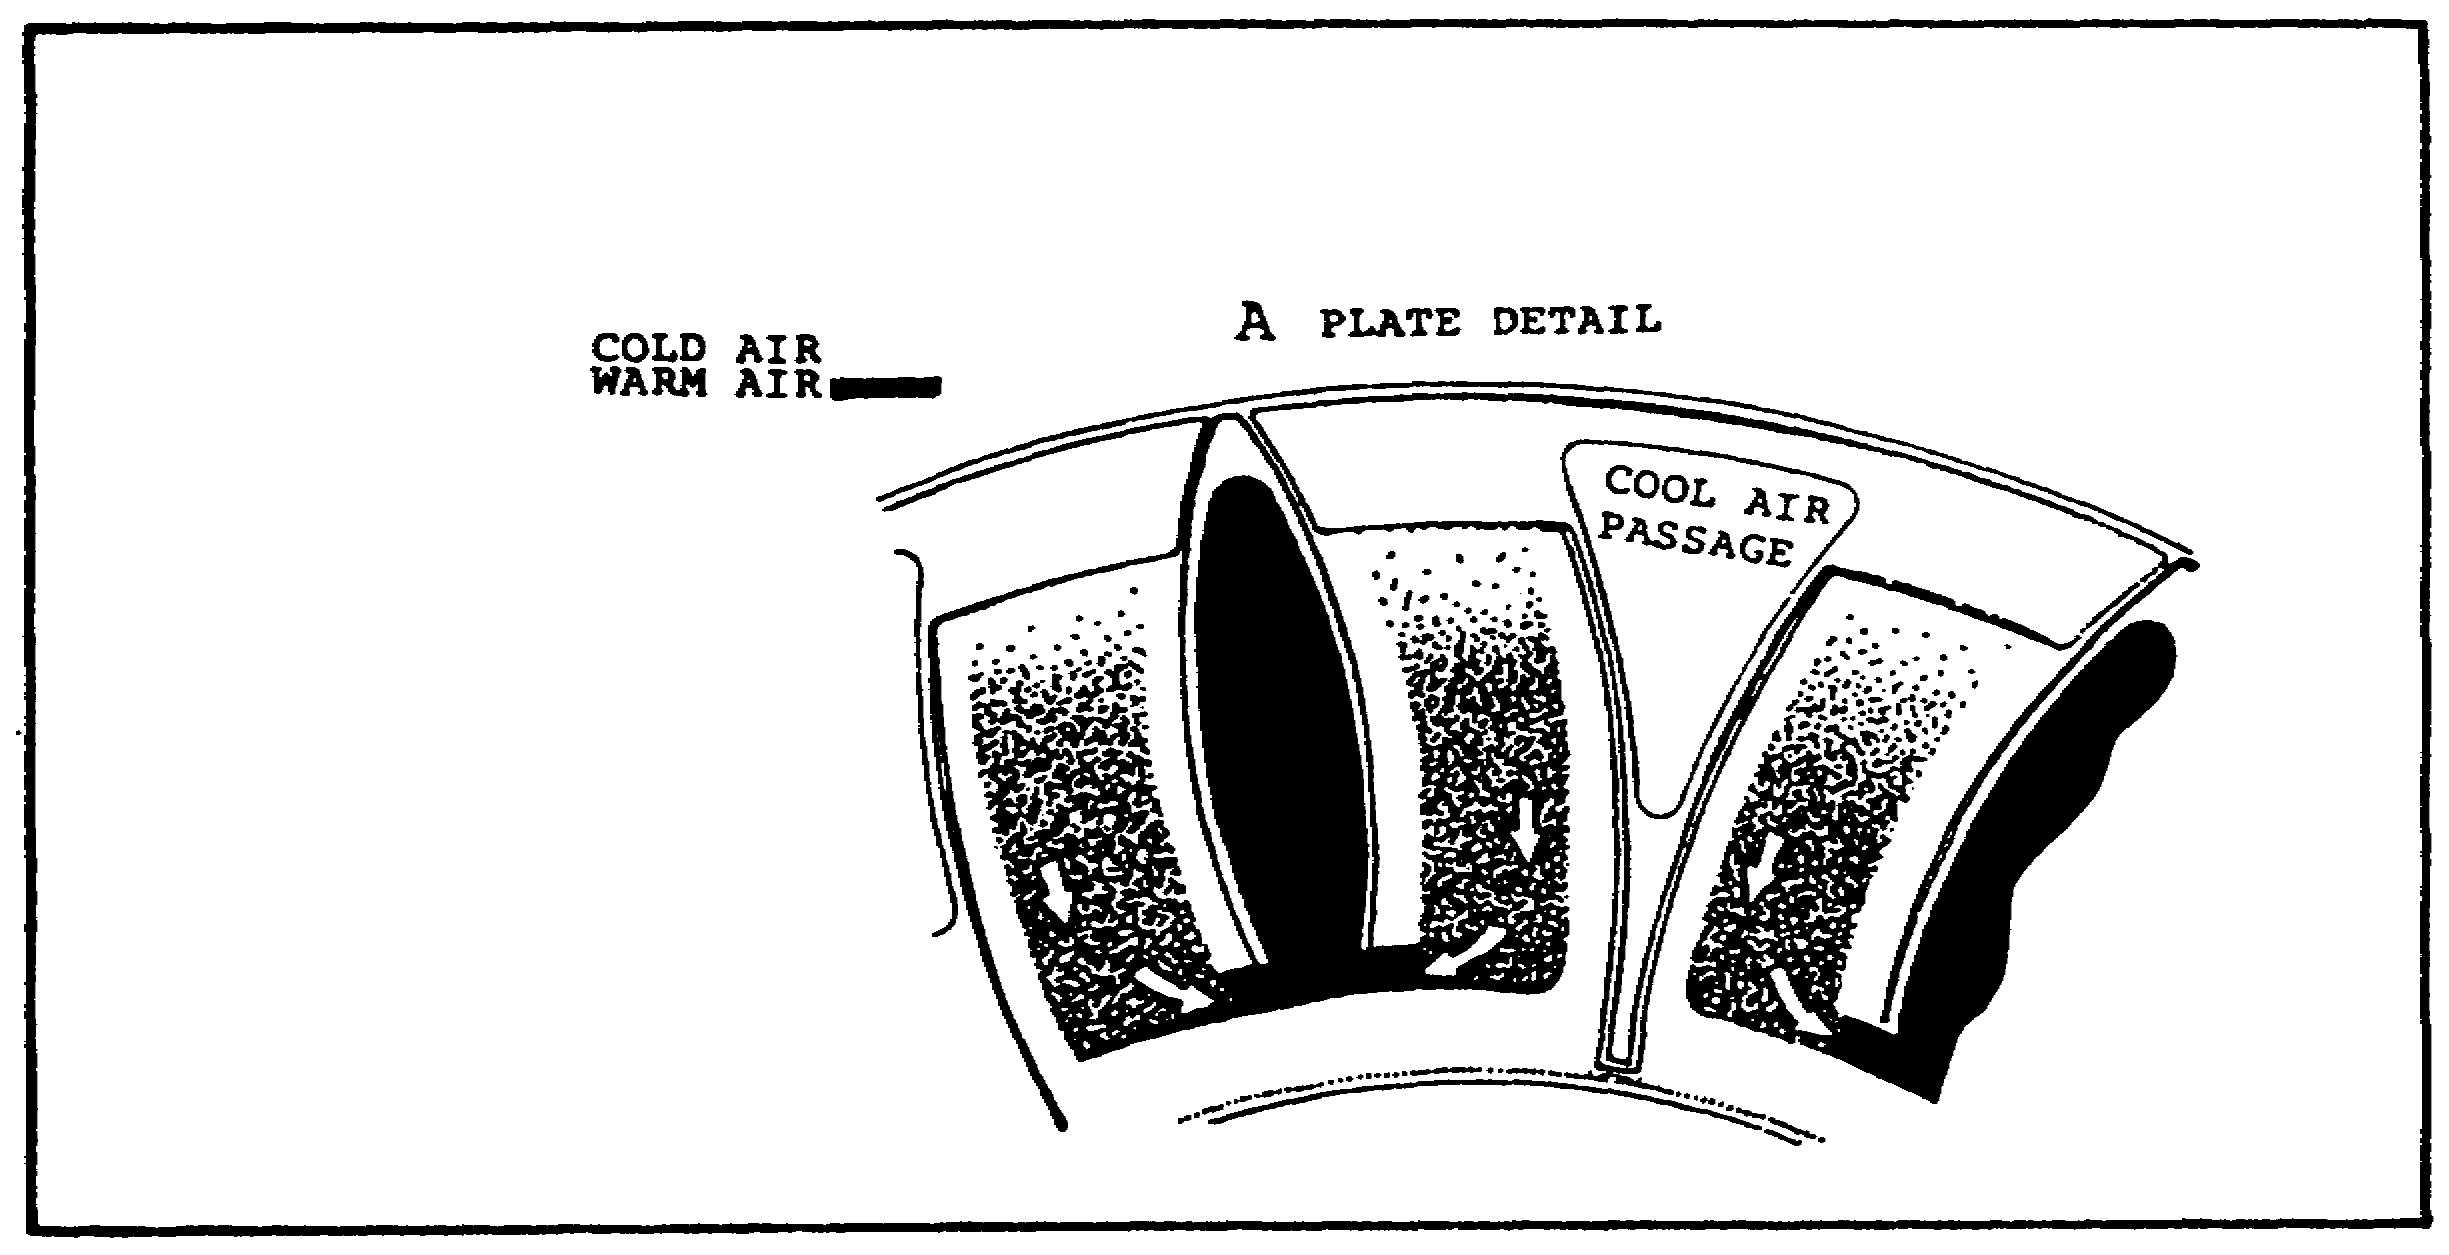 A PLATE DETAIL
COLD AIR
WARM AIR
COOL AIR
PASSAGE